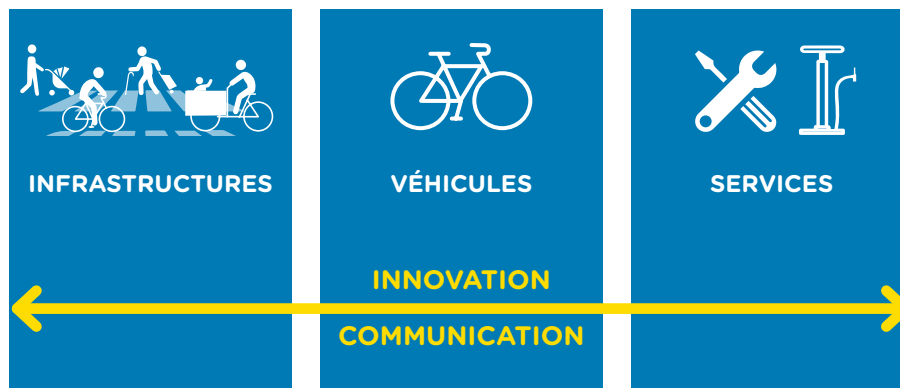 INFRASTRUCTURES
VÉHICULES
SERVICES
INNOVATION
COMMUNICATION